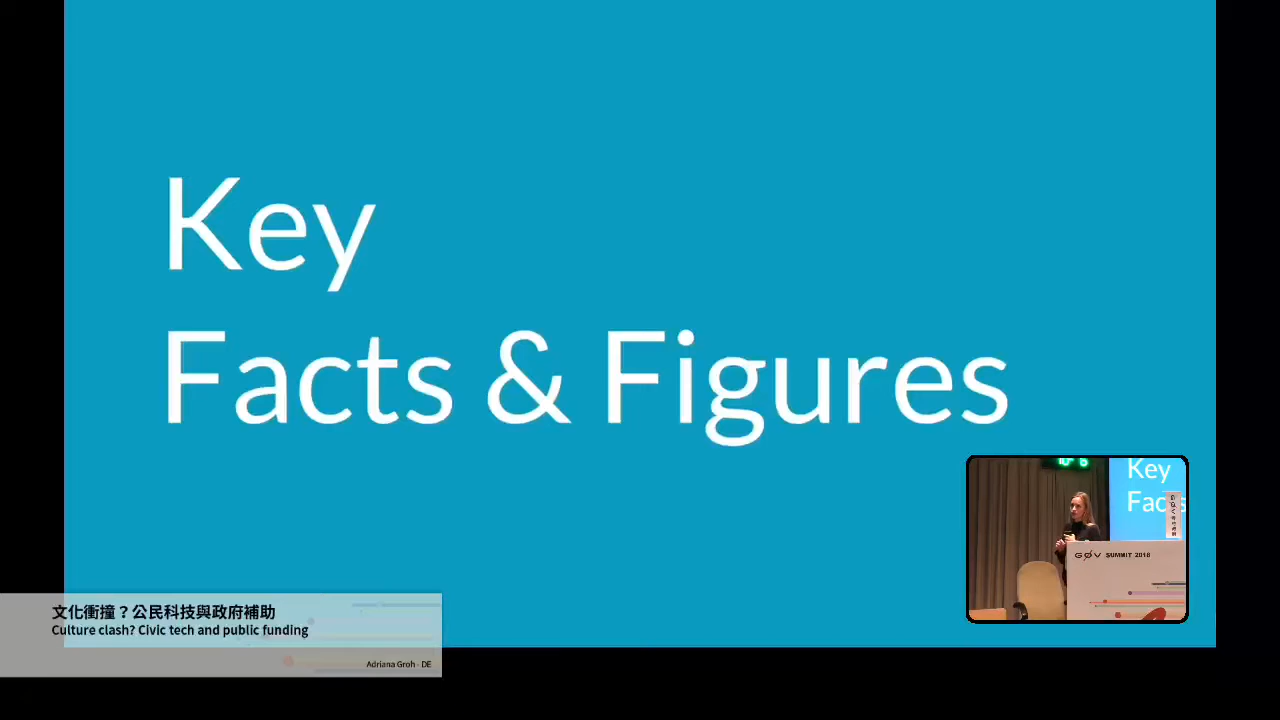 Key
Facts & Figures
Key
Facts
GØV SUMMIT 2018
文化衝撞？公民科技與政府補助
Culture clash? Civic tech and public funding
Adriana Groh - DE